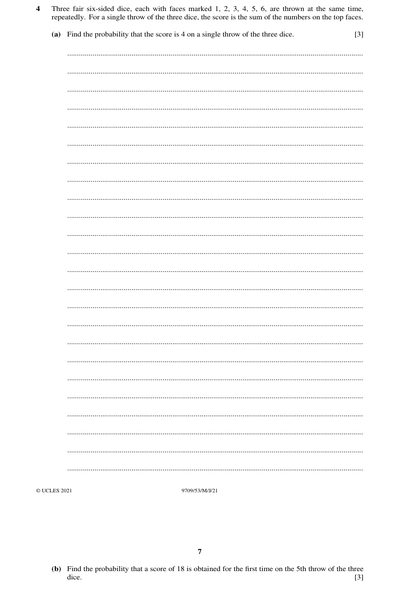 4 Three fair six-sided dice, each with faces marked 1, 2, 3, 4, 5, 6, are thrown at the same time,
repeatedly. For a single throw of the three dice, the score is the sum of the numbers on the top faces.
(a) Find the probability that the score is 4 on a single throw of the three dice. [3]
© UCLES 2021 9709/53/M/J/21
7
(b) Find the probability that a score of 18 is obtained for the first time on the 5th throw of the three
dice. [3]